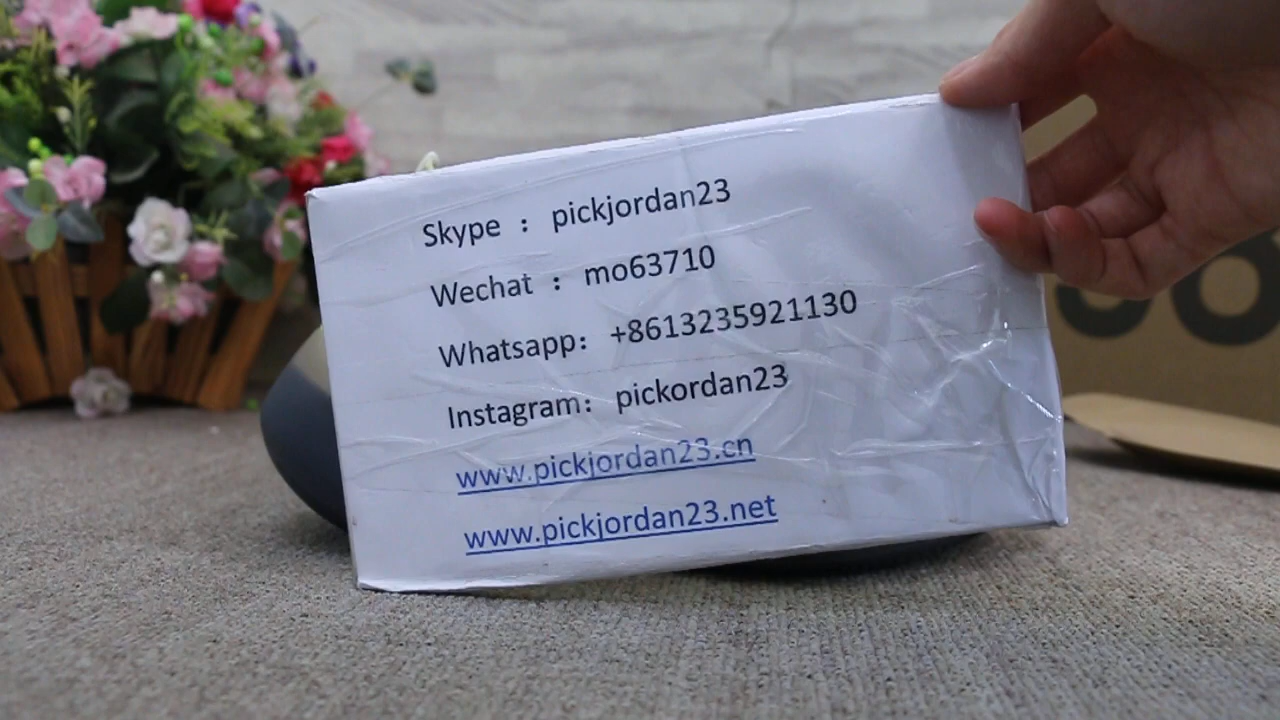 Skype : pickjordan23
Wechat : mo63710
Whatsapp: +8613235921130
Instagram: pickordan23
www.pickjordan23.cn
www.pickjordan23.net